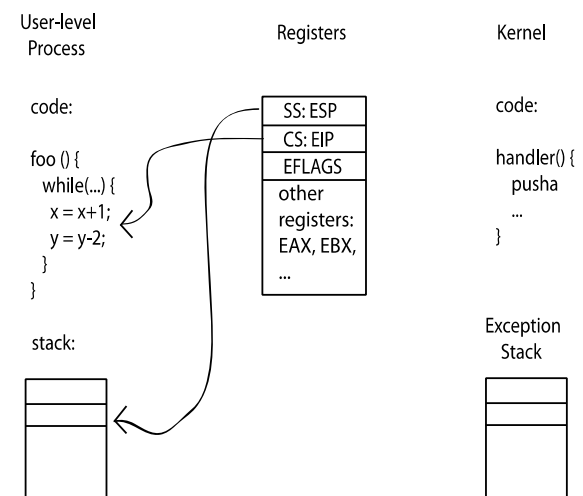 User-level
Process
code:
foo () {
while(...) {
x = x+1;
y = y-2;
}
}
stack:
Registers
SS: ESP
CS: EIP
EFLAGS
other
registers:
EAX, EBX,
...
Kernel
code:
handler() {
pusha
...
}
Exception
Stack